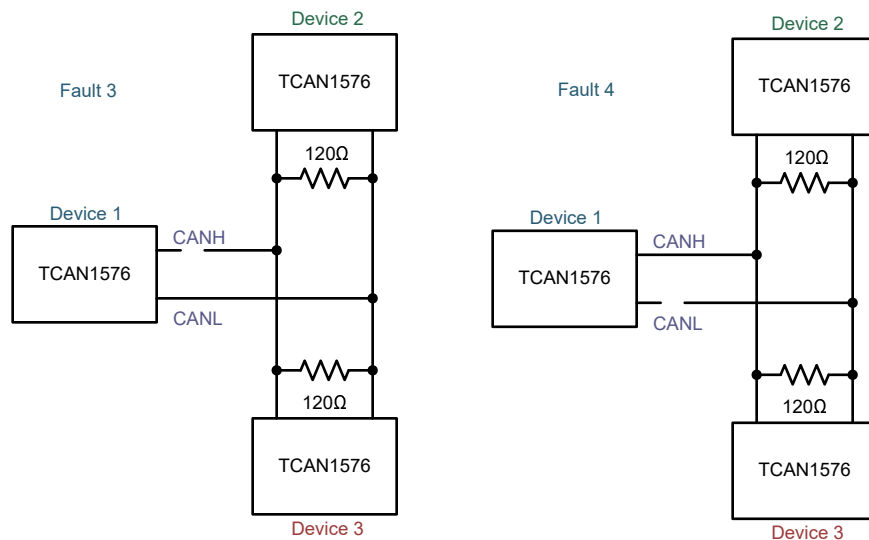 Device 2
TCAN1576
Fault 3
120Ω
Device 1
CANH
TCAN1576
CANL
120Ω
TCAN1576
Device 3
Device 2
TCAN1576
Fault 4
120Ω
Device 1
CANH
TCAN1576
CANL
120Ω
TCAN1576
Device 3